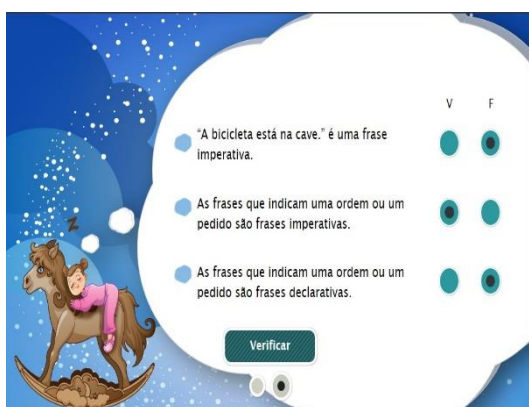 V F
“A bicicleta está na cave.” é uma frase
imperativa.
As frases que indicam uma ordem ou um
pedido são frases imperativas.
As frases que indicam uma ordem ou um
pedido são frases declarativas.
Z
Verificar